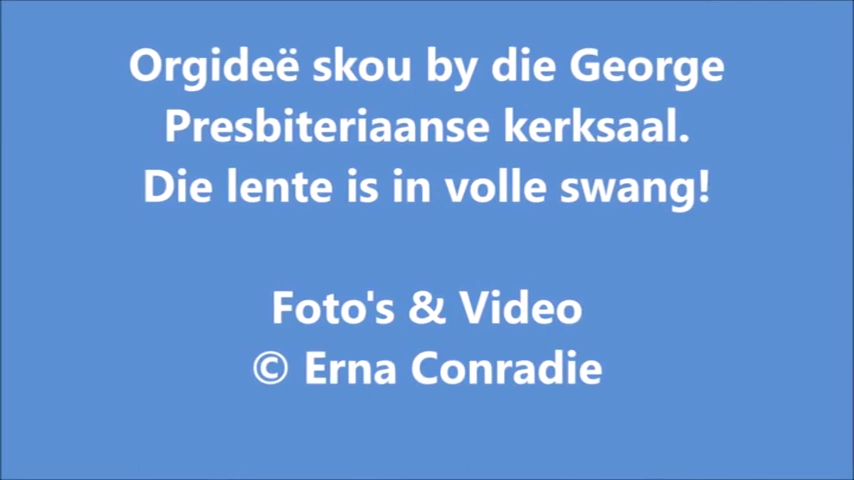 Orgideë skou by die George
Presbiteriaanse kerksaal.
Die lente is in volle swang!
Foto's & Video
© Erna Conradie